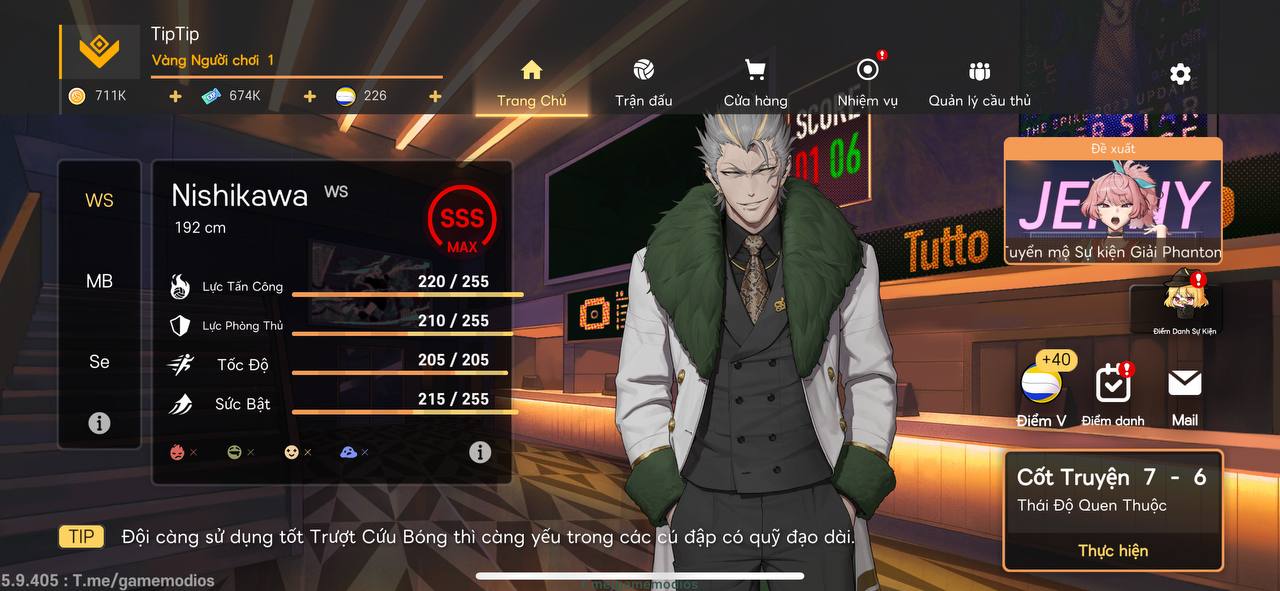 TipTip
Vàng Người chơi 1
711K
674K
226
Trang Chủ
Trận đấu
Cửa hàng
Nhiệm vụ
Quản lý cầu thủ
WS
MB
Se
Nishikawa WS
192 cm
SSS
MAX
Lực Tấn Công 220 / 255
Lực Phòng Thủ 210 / 255
Tốc Độ 205 / 205
Sức Bật 215 / 255
SCORE
01 06
THE SPIKE 2023 UPDATE
Tutto
Đề xuất
JENNY
Tuyển mộ Sự kiện Giải Phantom
Điểm Danh Sự Kiện
+40
Điểm V
Điểm danh
Mail
Cốt Truyện 7 - 6
Thái Độ Quen Thuộc
Thực hiện
TIP Đội càng sử dụng tốt Trượt Cứu Bóng thì càng yếu trong các cú đập có quỹ đạo dài.
5.9.405 : T.me/gamemodios